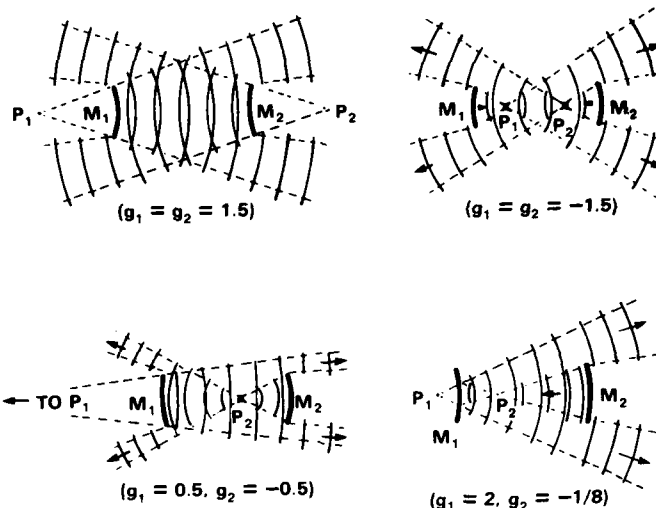 P₁ M₁ M₂ P₂
(g₁ = g₂ = 1.5)
M₁ P₁ P₂ M₂
(g₁ = g₂ = −1.5)
TO P₁ M₁ P₂ M₂
(g₁ = 0.5, g₂ = −0.5)
P₁ M₁ P₂ M₂
(g₁ = 2, g₂ = −1/8)